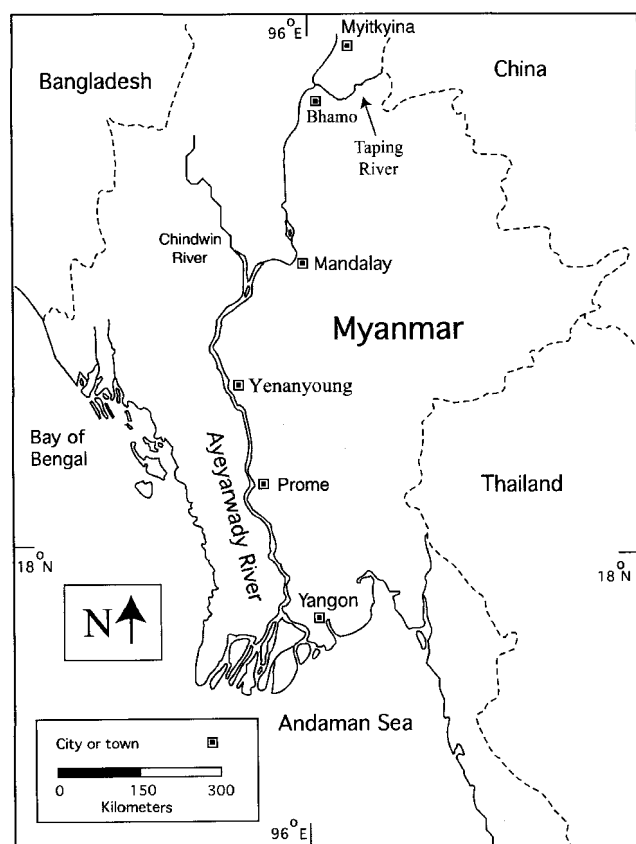 96°E
Myitkyina
Bangladesh
China
Bhamo
Taping
River
Chindwin
River
Mandalay
Myanmar
Yenanyoung
Bay of
Bengal
Ayeyarwady River
Prome
Thailand
18°N
18°N
N
Yangon
Andaman Sea
City or town
0 150 300
Kilometers
96°E